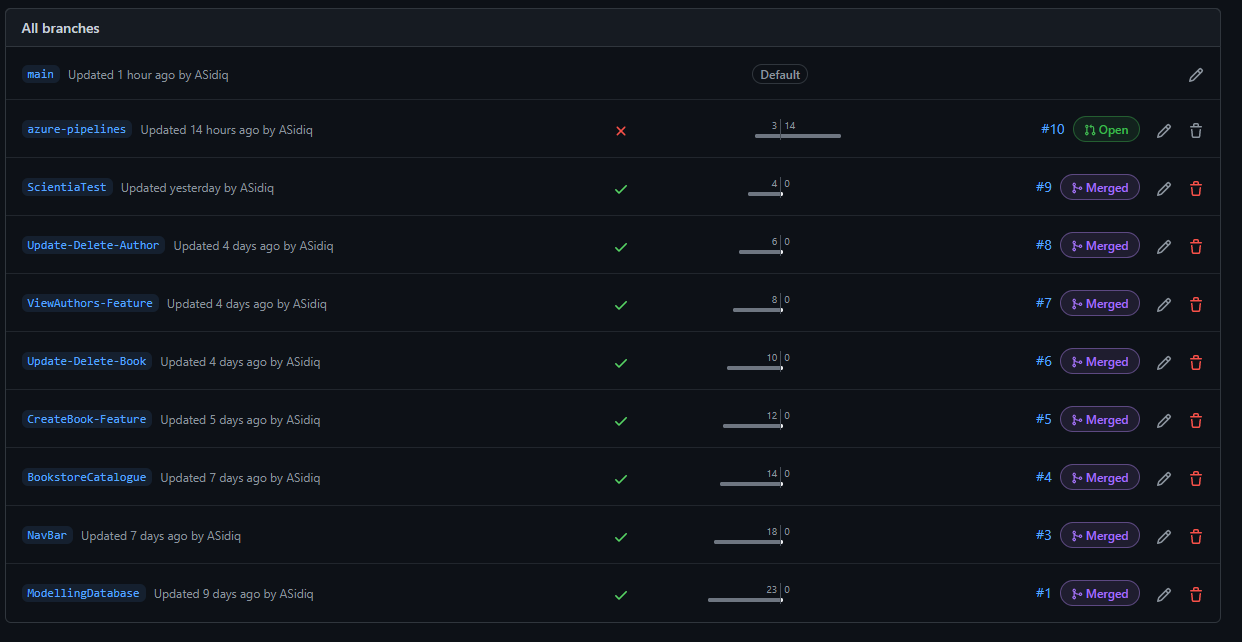 All branches
main Updated 1 hour ago by ASidiq Default
azure-pipelines Updated 14 hours ago by ASidiq 3 14 #10 Open
ScientiaTest Updated yesterday by ASidiq 4 0 #9 Merged
Update-Delete-Author Updated 4 days ago by ASidiq 6 0 #8 Merged
ViewAuthors-Feature Updated 4 days ago by ASidiq 8 0 #7 Merged
Update-Delete-Book Updated 4 days ago by ASidiq 10 0 #6 Merged
CreateBook-Feature Updated 5 days ago by ASidiq 12 0 #5 Merged
BookstoreCatalogue Updated 7 days ago by ASidiq 14 0 #4 Merged
NavBar Updated 7 days ago by ASidiq 18 0 #3 Merged
ModellingDatabase Updated 9 days ago by ASidiq 23 0 #1 Merged